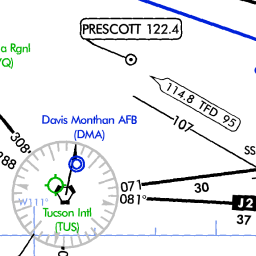 PRESCOTT 122.4
a Rgnl
VQ)
114.8 TFD 95
107
Davis Monthan AFB
(DMA)
308°
288
SS
071
30
081°
J2
W111°
Tucson Intl
(TUS)
37